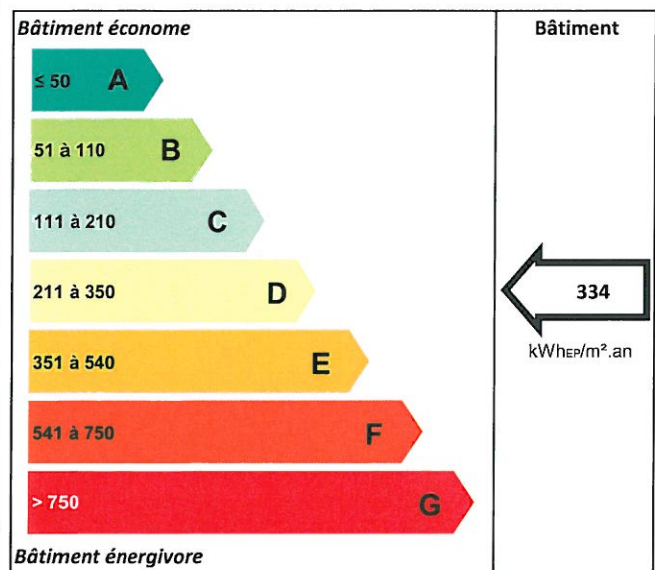 Bâtiment économe
Bâtiment
≤ 50 A
51 à 110 B
111 à 210 C
211 à 350 D
334
kWhEP/m².an
351 à 540 E
541 à 750 F
> 750 G
Bâtiment énergivore